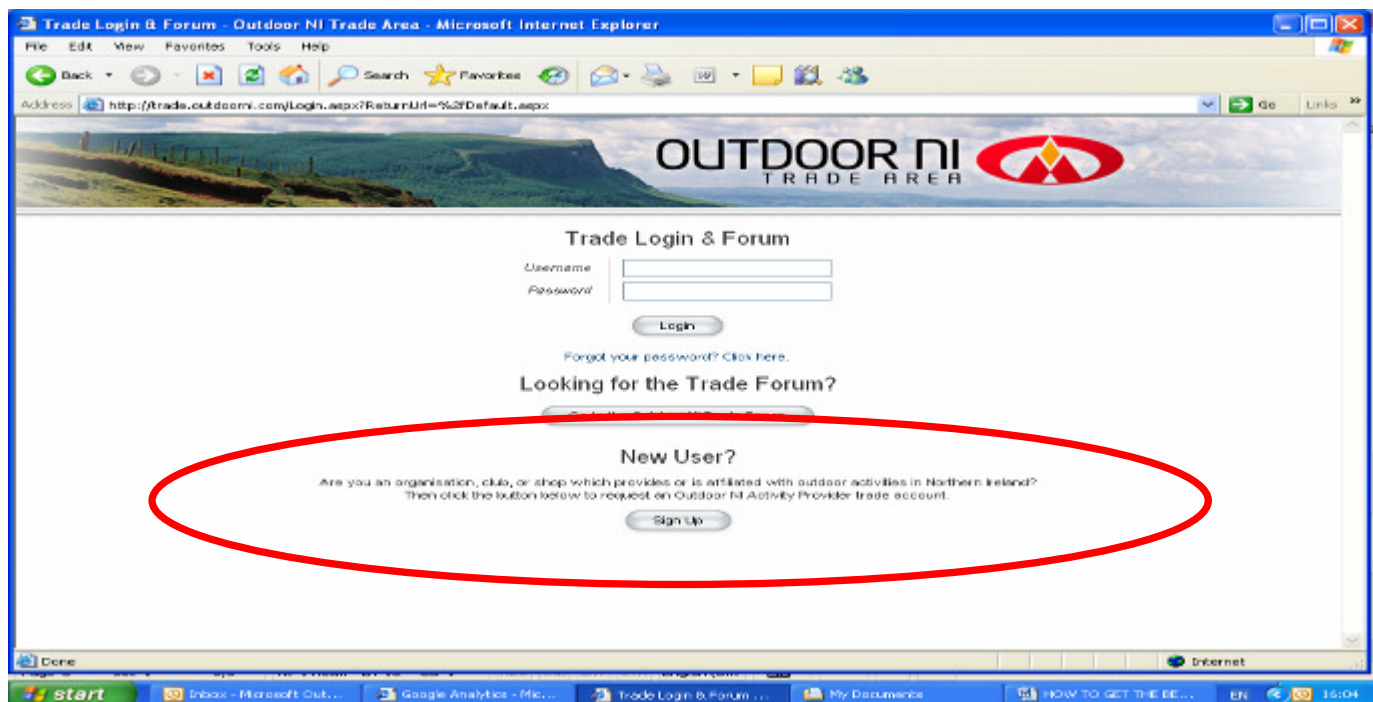 Trade Login & Forum - Outdoor NI Trade Area - Microsoft Internet Explorer
File Edit View Favorites Tools Help
Back Search Favorites
Address http://trade.outdoorni.com/Login.aspx?ReturnUrl=%2fDefault.aspx Go Links »
OUTDOOR NI
TRADE AREA
Trade Login & Forum
Username
Password
Login
Forgot your password? Click here.
Looking for the Trade Forum?
New User?
Are you an organisation, club, or shop which provides or is affiliated with outdoor activities in Northern Ireland?
Then click the button below to request an Outdoor NI Activity Provider trade account.
Sign Up
Done Internet
start Inbox - Microsoft Out... Google Analytics - Mic... Trade Login & Forum ... My Documents HOW TO GET THE BE... EN 16:04